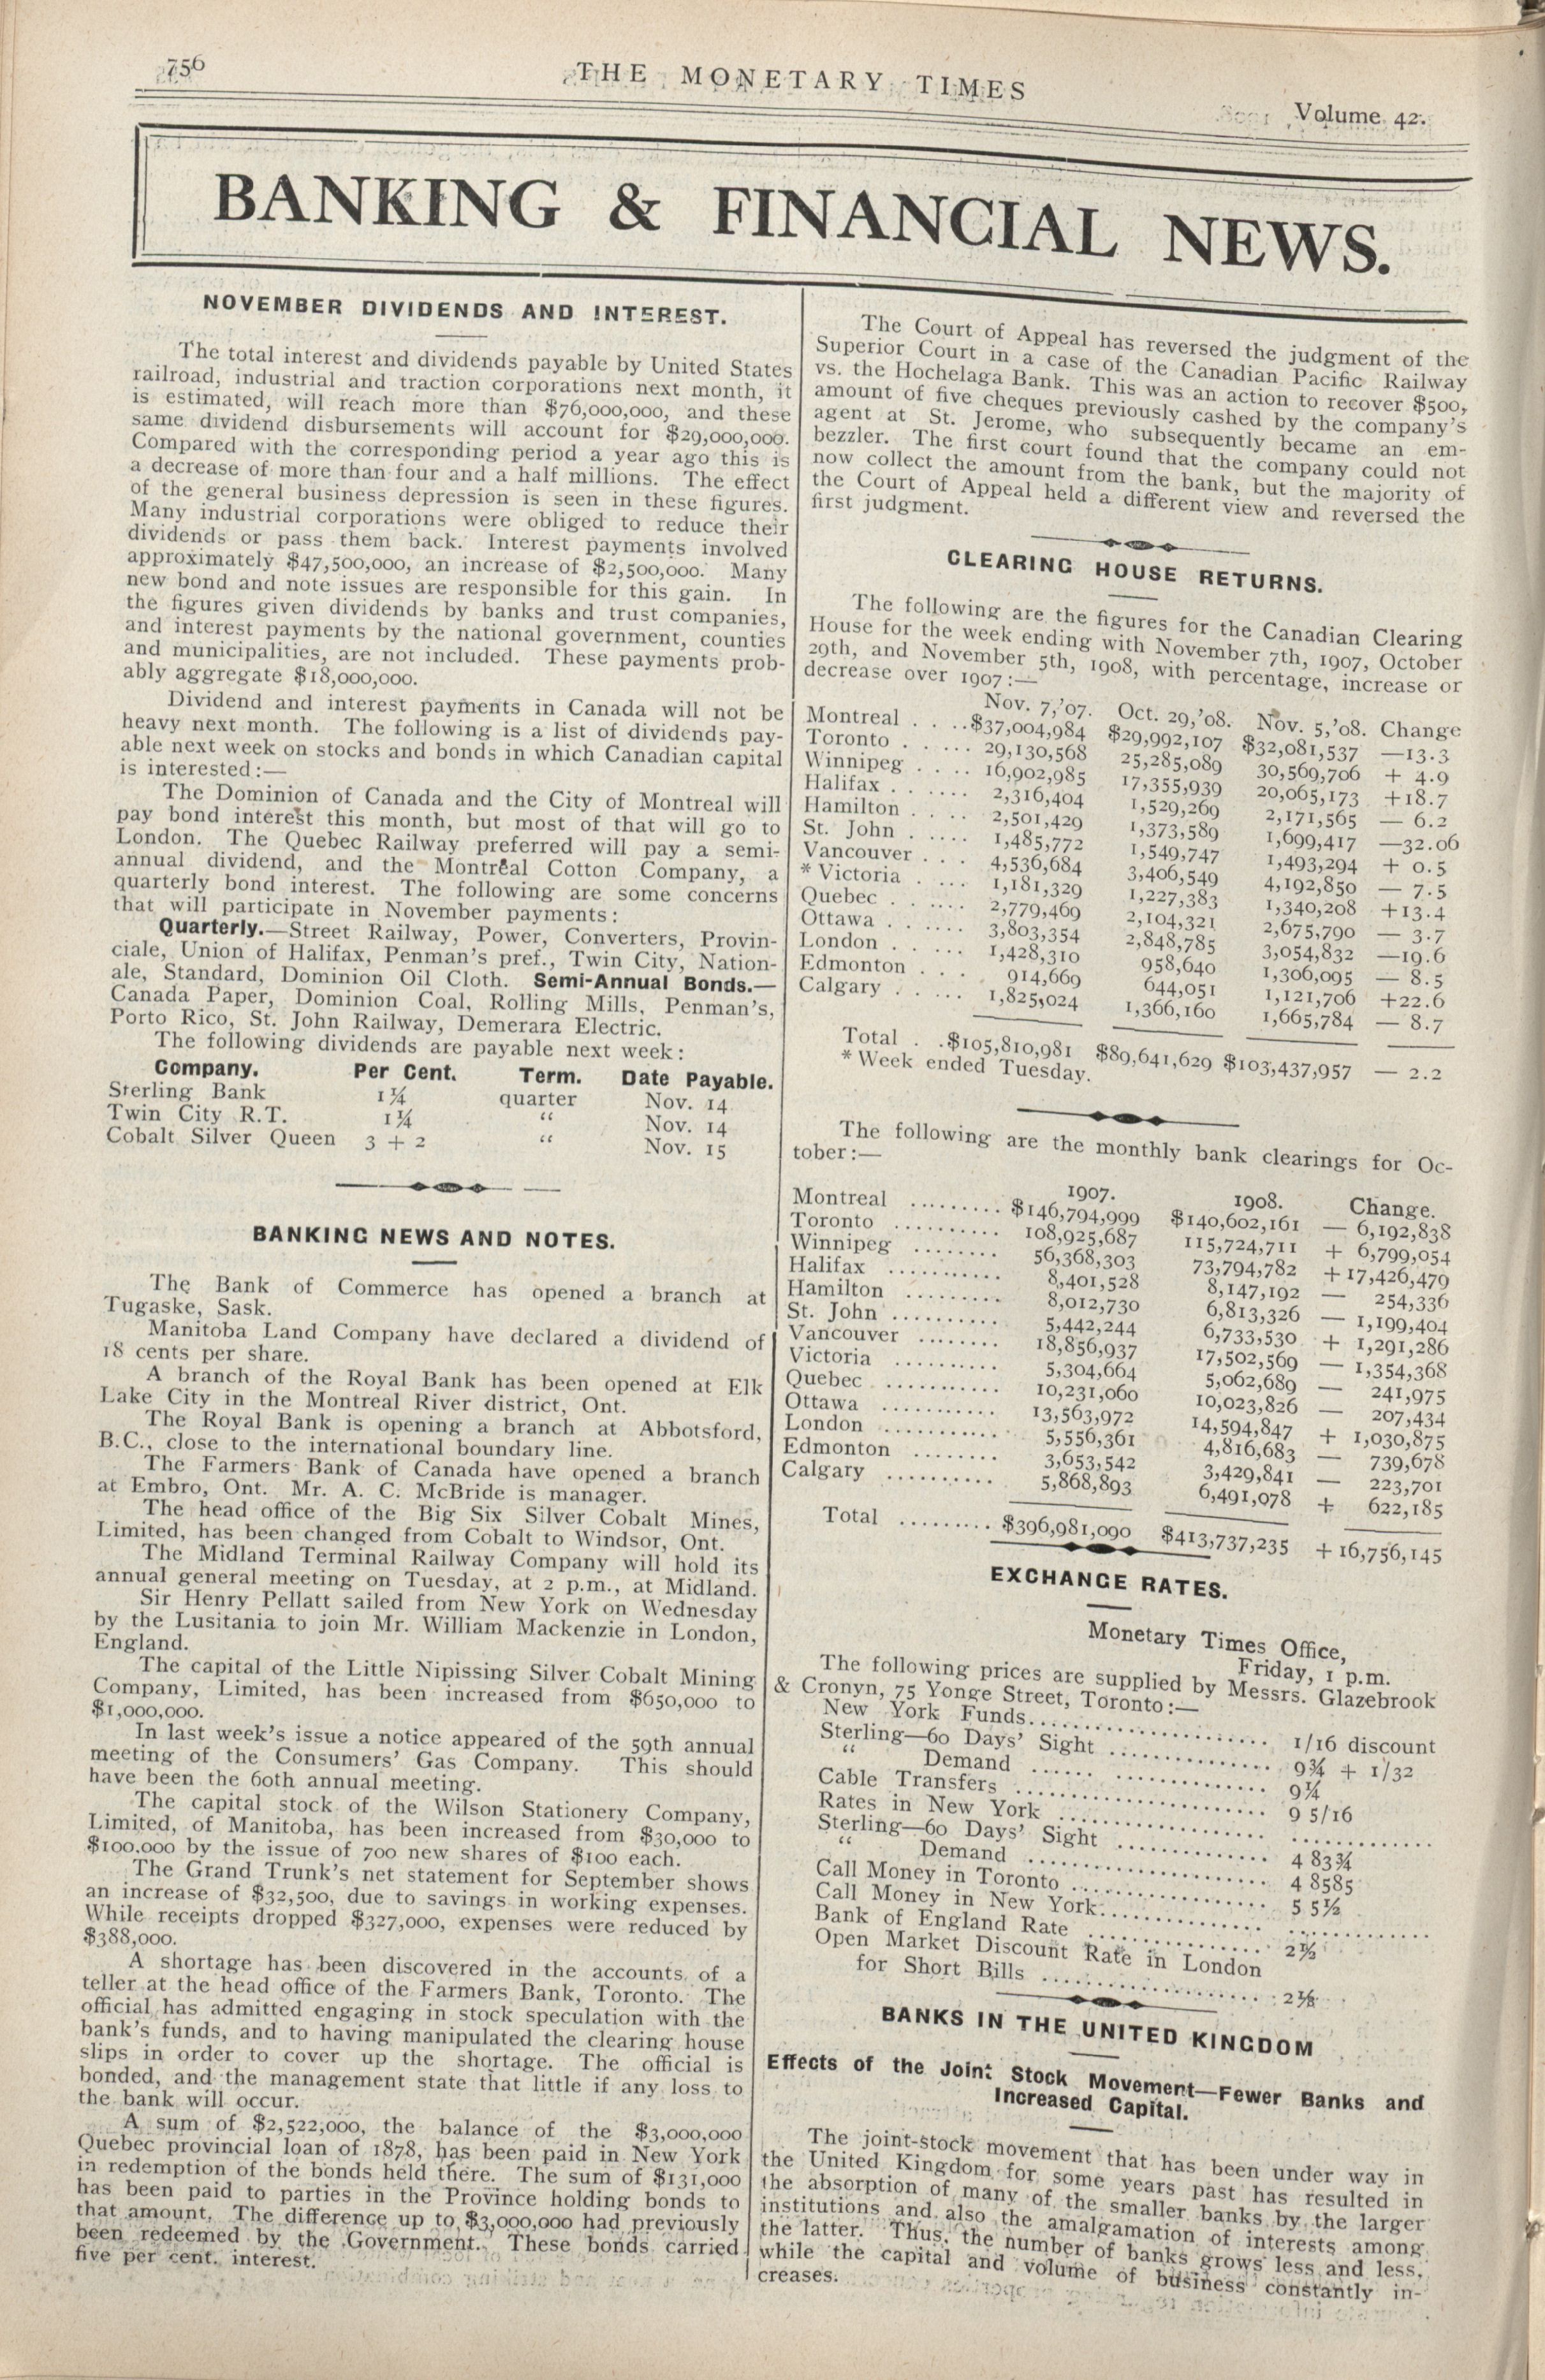 756
THE MONETARY TIMES
Volume 42.
BANKING & FINANCIAL NEWS.
NOVEMBER DIVIDENDS AND INTEREST.
The total interest and dividends payable by United States
railroad, industrial and traction corporations next month, it
is estimated, will reach more than $76,000,000, and these
same dividend disbursements will account for $29,000,000.
Compared with the corresponding period a year ago this is
a decrease of more than four and a half millions. The effect
of the general business depression is seen in these figures.
Many industrial corporations were obliged to reduce their
dividends or pass them back. Interest payments involved
approximately $47,500,000, an increase of $2,500,000. Many
new bond and note issues are responsible for this gain. In
the figures given dividends by banks and trust companies,
and interest payments by the national government, counties
and municipalities, are not included. These payments prob-
ably aggregate $18,000,000.
Dividend and interest payments in Canada will not be
heavy next month. The following is a list of dividends pay-
able next week on stocks and bonds in which Canadian capital
is interested:—
The Dominion of Canada and the City of Montreal will
pay bond interest this month, but most of that will go to
London. The Quebec Railway preferred will pay a semi-
annual dividend, and the Montreal Cotton Company, a
quarterly bond interest. The following are some concerns
that will participate in November payments:
Quarterly.—Street Railway, Power, Converters, Provin-
ciale, Union of Halifax, Penman's pref., Twin City, Nation-
ale, Standard, Dominion Oil Cloth. Semi-Annual Bonds.—
Canada Paper, Dominion Coal, Rolling Mills, Penman's,
Porto Rico, St. John Railway, Demerara Electric.
The following dividends are payable next week:
Company. Per Cent. Term. Date Payable.
Sterling Bank 1¼ quarter Nov. 14
Twin City R.T. 1¼ " Nov. 14
Cobalt Silver Queen 3 + 2 " Nov. 15
BANKING NEWS AND NOTES.
The Bank of Commerce has opened a branch at
Tugaske, Sask.
Manitoba Land Company have declared a dividend of
18 cents per share.
A branch of the Royal Bank has been opened at Elk
Lake City in the Montreal River district, Ont.
The Royal Bank is opening a branch at Abbotsford,
B.C., close to the international boundary line.
The Farmers Bank of Canada have opened a branch
at Embro, Ont. Mr. A. C. McBride is manager.
The head office of the Big Six Silver Cobalt Mines,
Limited, has been changed from Cobalt to Windsor, Ont.
The Midland Terminal Railway Company will hold its
annual general meeting on Tuesday, at 2 p.m., at Midland.
Sir Henry Pellatt sailed from New York on Wednesday
by the Lusitania to join Mr. William Mackenzie in London,
England.
The capital of the Little Nipissing Silver Cobalt Mining
Company, Limited, has been increased from $650,000 to
$1,000,000.
In last week's issue a notice appeared of the 59th annual
meeting of the Consumers' Gas Company. This should
have been the 60th annual meeting.
The capital stock of the Wilson Stationery Company,
Limited, of Manitoba, has been increased from $30,000 to
$100,000 by the issue of 700 new shares of $100 each.
The Grand Trunk's net statement for September shows
an increase of $32,500, due to savings in working expenses.
While receipts dropped $327,000, expenses were reduced by
$388,000.
A shortage has been discovered in the accounts of a
teller at the head office of the Farmers Bank, Toronto. The
official has admitted engaging in stock speculation with the
bank's funds, and to having manipulated the clearing house
slips in order to cover up the shortage. The official is
bonded, and the management state that little if any loss to
the bank will occur.
A sum of $2,522,000, the balance of the $3,000,000
Quebec provincial loan of 1878, has been paid in New York
in redemption of the bonds held there. The sum of $131,000
has been paid to parties in the Province holding bonds to
that amount. The difference up to $3,000,000 had previously
been redeemed by the Government. These bonds carried
five per cent. interest.
The Court of Appeal has reversed the judgment of the
Superior Court in a case of the Canadian Pacific Railway
vs. the Hochelaga Bank. This was an action to recover $500,
amount of five cheques previously cashed by the company's
agent at St. Jerome, who subsequently became an em-
bezzler. The first court found that the company could not
now collect the amount from the bank, but the majority of
the Court of Appeal held a different view and reversed the
first judgment.
CLEARING HOUSE RETURNS.
The following are the figures for the Canadian Clearing
House for the week ending with November 7th, 1907, October
29th, and November 5th, 1908, with percentage, increase or
decrease over 1907:—
Nov. 7,'07. Oct. 29,'08. Nov. 5,'08. Change
Montreal . . ..$37,004,984 $29,992,107 $32,081,537 —13.3
Toronto . . .... 29,130,568 25,285,089 30,569,706 + 4.9
Winnipeg . . . . 16,902,985 17,355,939 20,065,173 +18.7
Halifax . . .... 2,316,404 1,529,269 2,171,565 — 6.2
Hamilton . . . . 2,501,429 1,373,589 1,699,417 —32.06
St. John . . .... 1,485,772 1,549,747 1,493,294 + 0.5
Vancouver . . . 4,536,684 3,406,549 4,192,850 — 7.5
* Victoria . ... 1,181,329 1,227,383 1,340,208 +13.4
Quebec . . .... 2,779,469 2,104,321 2,675,790 — 3.7
Ottawa . . .... 3,803,354 2,848,785 3,054,832 —19.6
London . . .... 1,428,310 958,640 1,306,095 — 8.5
Edmonton . . . 914,669 644,051 1,121,706 +22.6
Calgary . . .... 1,825,024 1,366,160 1,665,784 — 8.7
Total . .$105,810,981 $89,641,629 $103,437,957 — 2.2
* Week ended Tuesday.
The following are the monthly bank clearings for Oc-
tober:—
1907. 1908. Change.
Montreal ......... $146,794,999 $140,602,161 — 6,192,838
Toronto .......... 108,925,687 115,724,711 + 6,799,054
Winnipeg ........ 56,368,303 73,794,782 +17,426,479
Halifax ........... 8,401,528 8,147,192 — 254,336
Hamilton ......... 8,012,730 6,813,326 — 1,199,404
St. John .......... 5,442,244 6,733,530 + 1,291,286
Vancouver ....... 18,856,937 17,502,569 — 1,354,368
Victoria .......... 5,304,664 5,062,689 — 241,975
Quebec ........... 10,231,060 10,023,826 — 207,434
Ottawa ........... 13,563,972 14,594,847 + 1,030,875
London ........... 5,556,361 4,816,683 — 739,678
Edmonton ........ 3,653,542 3,429,841 — 223,701
Calgary .......... 5,868,893 6,491,078 + 622,185
Total ......... $396,981,090 $413,737,235 +16,756,145
EXCHANGE RATES.
Monetary Times Office,
Friday, 1 p.m.
The following prices are supplied by Messrs. Glazebrook
& Cronyn, 75 Yonge Street, Toronto:—
New York Funds........................ 1/16 discount
Sterling—60 Days' Sight ................ 9¾ + 1/32
" Demand ...... ............... 9¼
Cable Transfers ........................ 9 5/16
Rates in New York .................... ............
Sterling—60 Days' Sight ............... 4 83¾
" Demand ....................... 4 8585
Call Money in Toronto .................. 5 5½
Call Money in New York................ ............
Bank of England Rate ................. 2½
Open Market Discount Rate in London
for Short Bills ...................... 2⅜
BANKS IN THE UNITED KINGDOM
Effects of the Joint Stock Movement—Fewer Banks and
Increased Capital.
The joint-stock movement that has been under way in
the United Kingdom for some years past has resulted in
the absorption of many of the smaller banks by the larger
institutions and also the amalgamation of interests among
the latter. Thus, the number of banks grows less and less,
while the capital and volume of business constantly in-
creases.